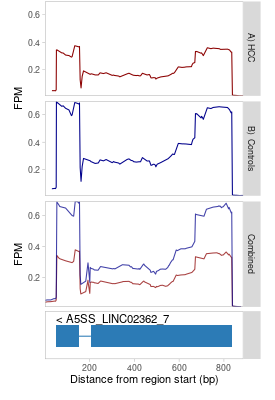 0.6
0.4
0.2
FPM
A) HCC
0.6
0.4
0.2
FPM
B) Controls
0.6
0.4
0.2
FPM
Combined
< A5SS_LINC02362_7
200
400
600
800
Distance from region start (bp)